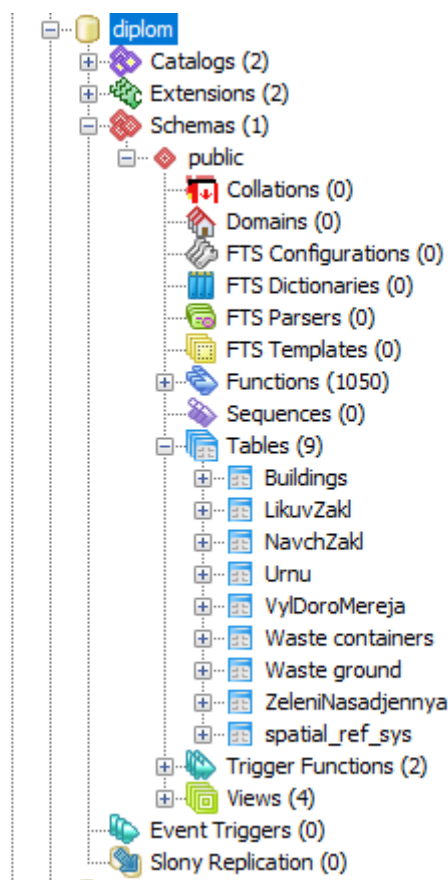 diplom
Catalogs (2)
Extensions (2)
Schemas (1)
public
Collations (0)
Domains (0)
FTS Configurations (0)
FTS Dictionaries (0)
FTS Parsers (0)
FTS Templates (0)
Functions (1050)
Sequences (0)
Tables (9)
Buildings
LikuvZakl
NavchZakl
Urnu
VylDoroMereja
Waste containers
Waste ground
ZeleniNasadjennya
spatial_ref_sys
Trigger Functions (2)
Views (4)
Event Triggers (0)
Slony Replication (0)